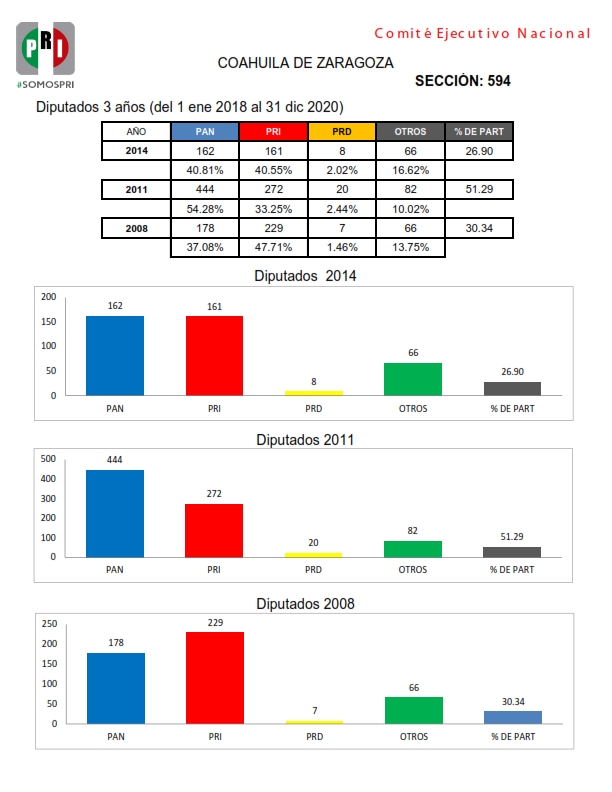 Comité Ejecutivo Nacional
PRI
#SOMOSPRI
COAHUILA DE ZARAGOZA
SECCIÓN: 594
Diputados 3 años (del 1 ene 2018 al 31 dic 2020)
AÑO PAN PRI PRD OTROS % DE PART
2014 162 161 8 66 26.90
40.81% 40.55% 2.02% 16.62%
2011 444 272 20 82 51.29
54.28% 33.25% 2.44% 10.02%
2008 178 229 7 66 30.34
37.08% 47.71% 1.46% 13.75%
Diputados 2014
200
150
100
50
0
162 161 8 66 26.90
PAN PRI PRD OTROS % DE PART
Diputados 2011
500
400
300
200
100
0
444 272 20 82 51.29
PAN PRI PRD OTROS % DE PART
Diputados 2008
250
200
150
100
50
0
178 229 7 66 30.34
PAN PRI PRD OTROS % DE PART